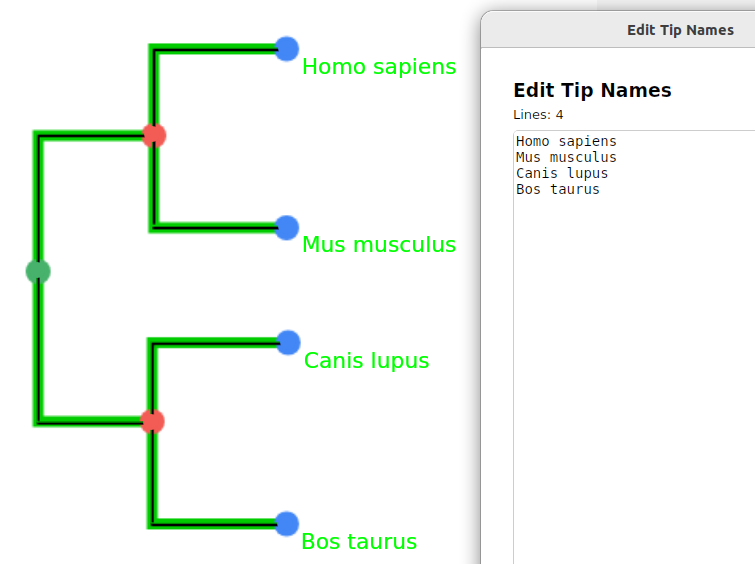 Homo sapiens
Mus musculus
Canis lupus
Bos taurus
Edit Tip Names
Edit Tip Names
Lines: 4
Homo sapiens
Mus musculus
Canis lupus
Bos taurus